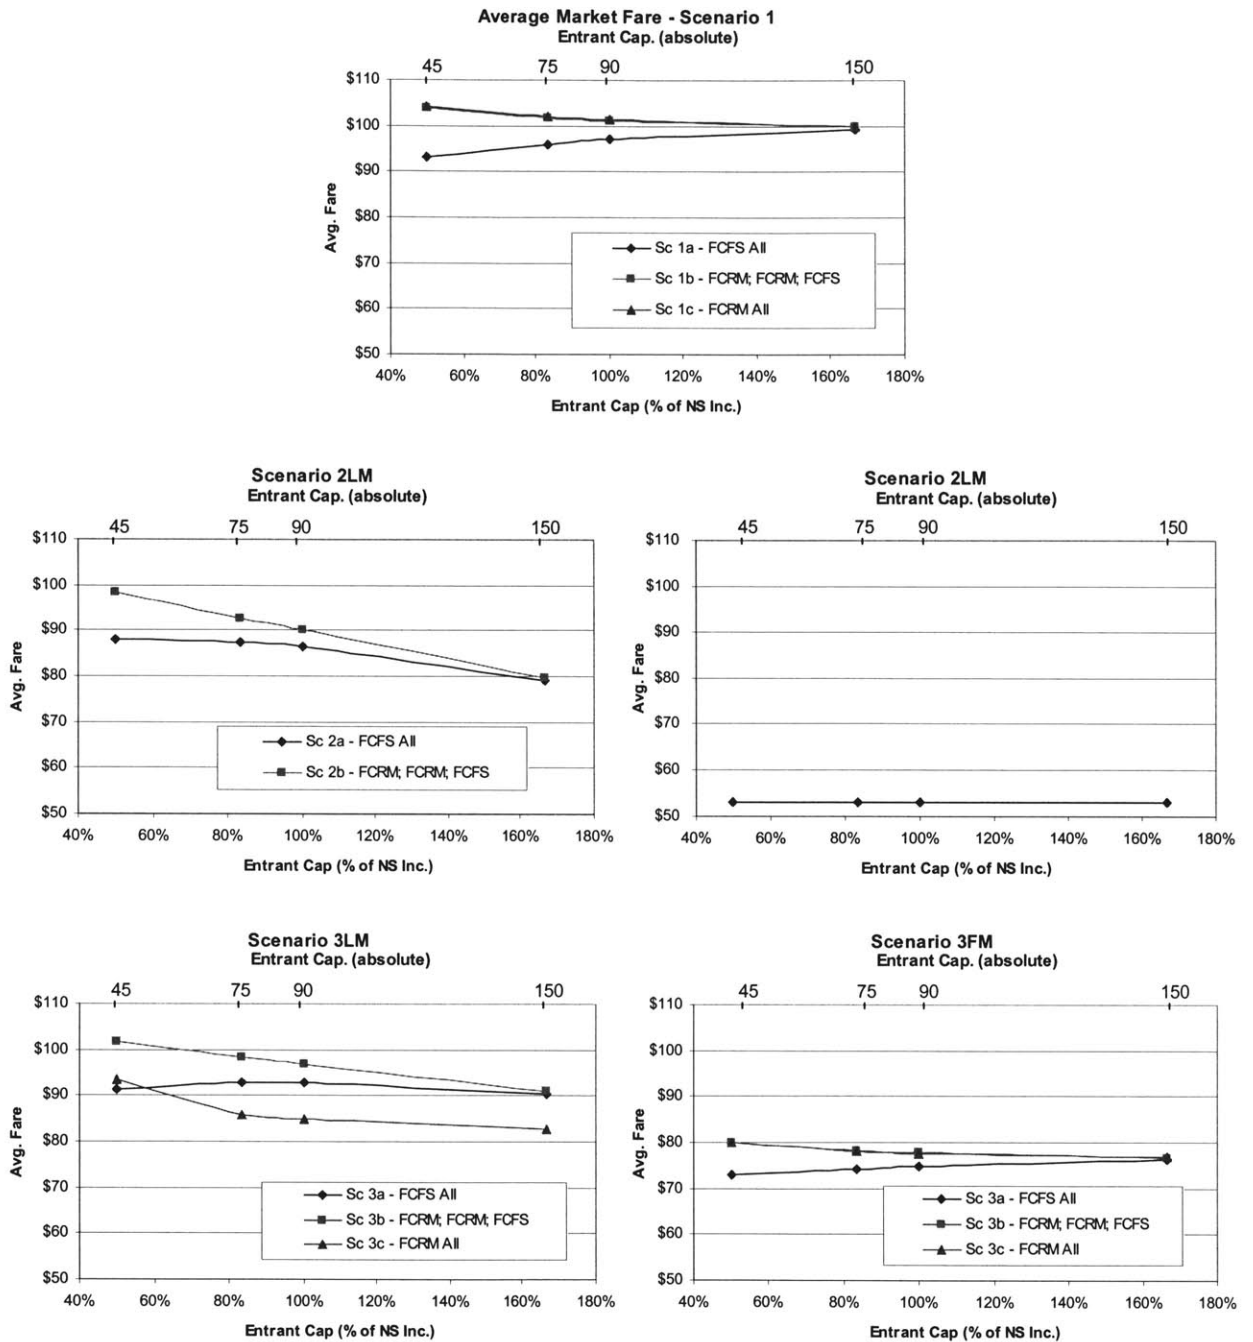 Average Market Fare - Scenario 1
Entrant Cap. (absolute)
45 75 90 150
$110
$100
$90
$80
$70
$60
$50
Avg. Fare
Sc 1a - FCFS All
Sc 1b - FCRM; FCRM; FCFS
Sc 1c - FCRM All
40% 60% 80% 100% 120% 140% 160% 180%
Entrant Cap (% of NS Inc.)
Scenario 2LM
Entrant Cap. (absolute)
45 75 90 150
$110
$100
$90
$80
$70
$60
$50
Avg. Fare
Sc 2a - FCFS All
Sc 2b - FCRM; FCRM; FCFS
40% 60% 80% 100% 120% 140% 160% 180%
Entrant Cap (% of NS Inc.)
Scenario 2LM
Entrant Cap. (absolute)
45 75 90 150
$110
$100
$90
$80
$70
$60
$50
Avg. Fare
40% 60% 80% 100% 120% 140% 160% 180%
Entrant Cap (% of NS Inc.)
Scenario 3LM
Entrant Cap. (absolute)
45 75 90 150
$110
$100
$90
$80
$70
$60
$50
Avg. Fare
Sc 3a - FCFS All
Sc 3b - FCRM; FCRM; FCFS
Sc 3c - FCRM All
40% 60% 80% 100% 120% 140% 160% 180%
Entrant Cap (% of NS Inc.)
Scenario 3FM
Entrant Cap. (absolute)
45 75 90 150
$110
$100
$90
$80
$70
$60
$50
Avg. Fare
Sc 3a - FCFS All
Sc 3b - FCRM; FCRM; FCFS
Sc 3c - FCRM All
40% 60% 80% 100% 120% 140% 160% 180%
Entrant Cap (% of NS Inc.)